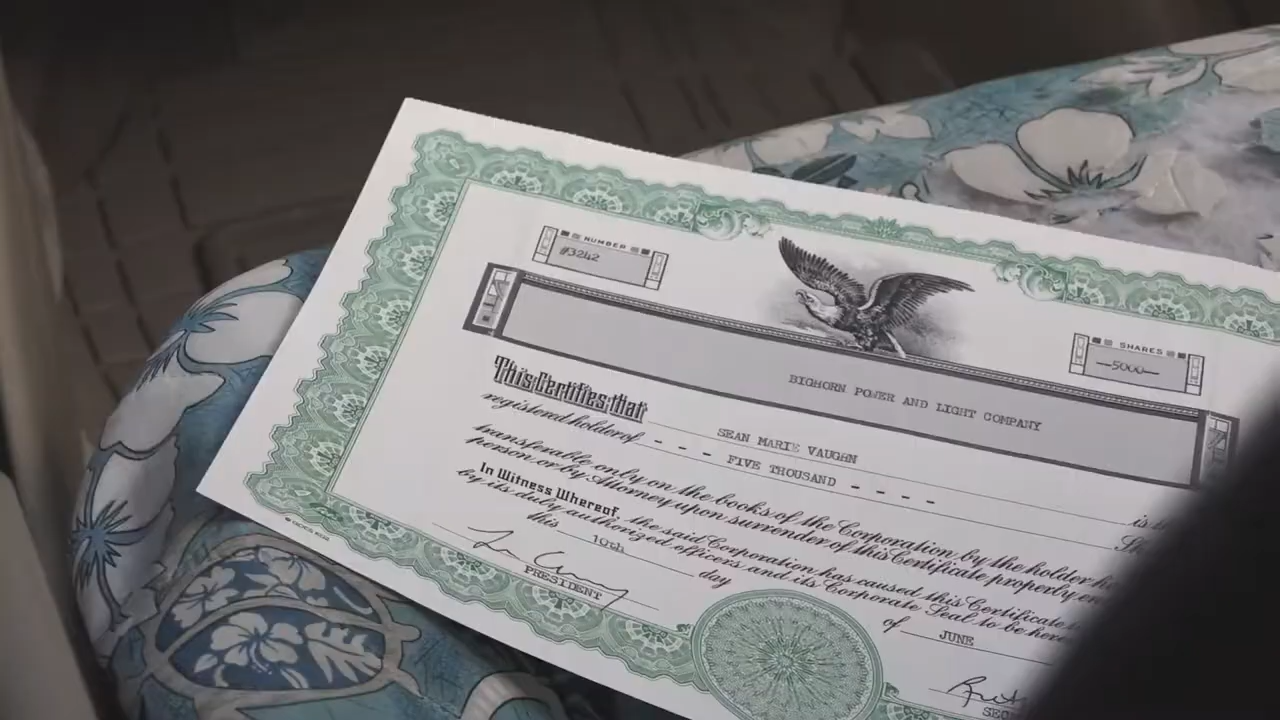 NUMBER
#3242
SHARES
—5000—
BIGHORN POWER AND LIGHT COMPANY
This Certifies that SEAN MARIE VAUGHN
registered holder of - - - - FIVE THOUSAND - - - -
transferable only on the books of the Corporation by the holder
person or by Attorney upon surrender of this Certificate properly
In Witness Whereof, the said Corporation has caused this Certificate
by its duly authorized officers and its Corporate Seal to be
this 10th day of JUNE
PRESIDENT